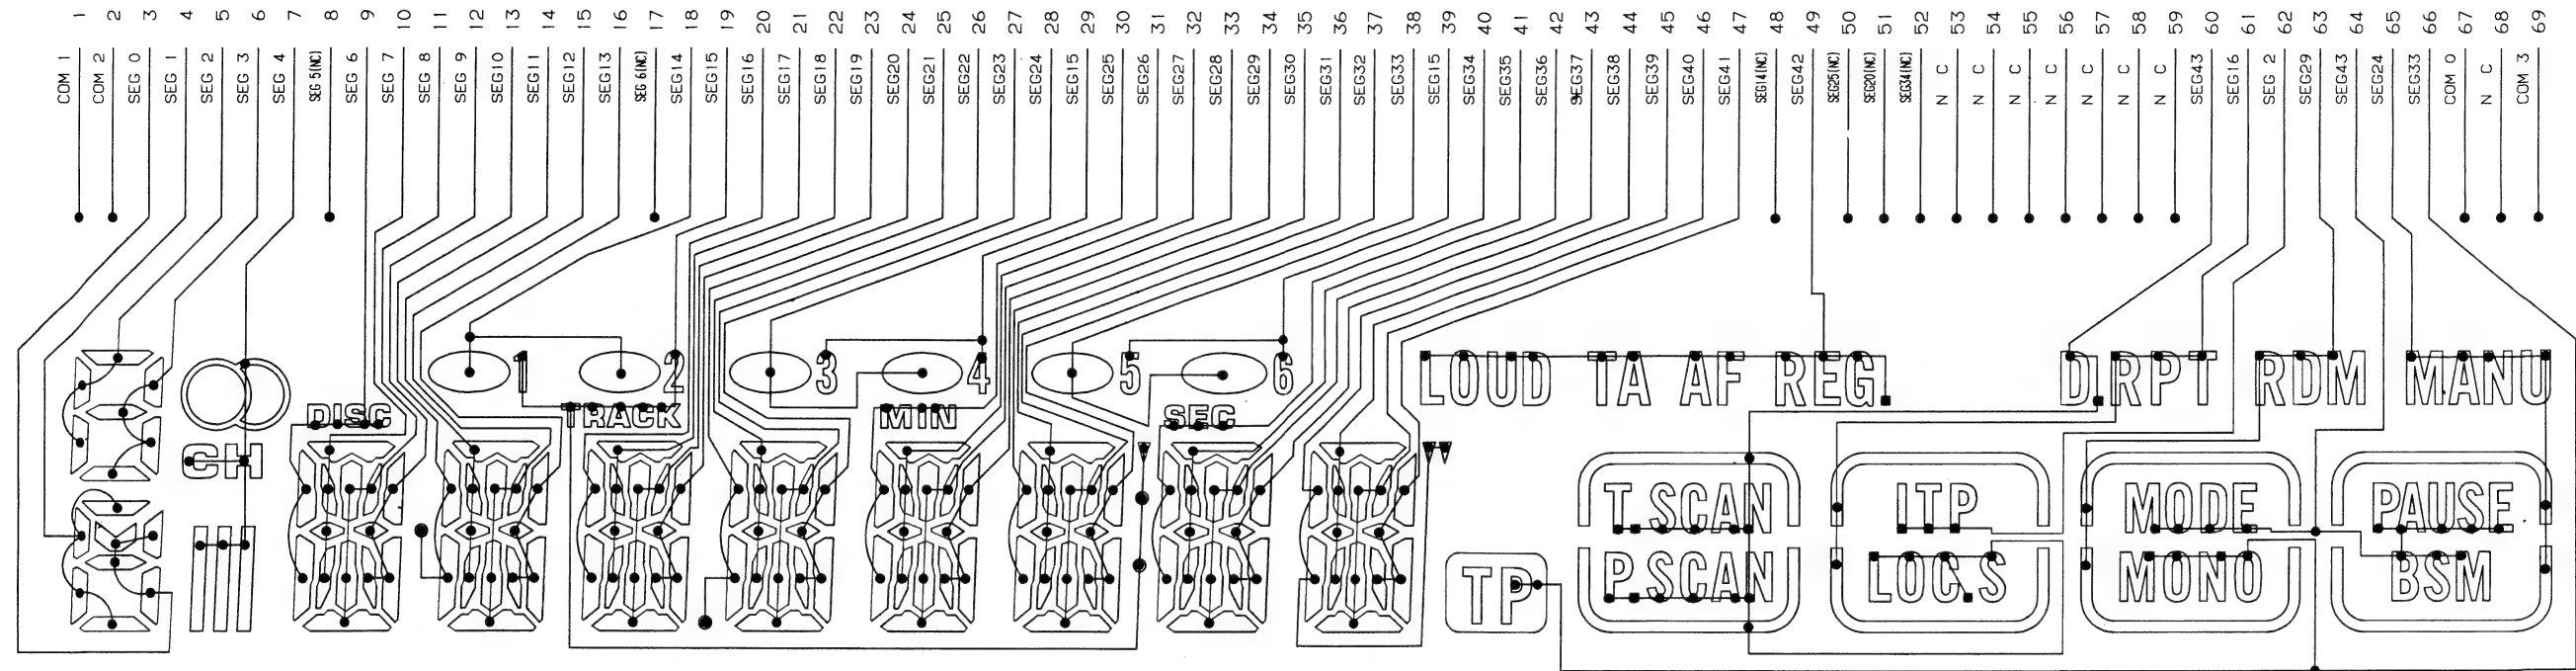 1 2 3 4 5 6 7 8 9 10 11 12 13 14 15 16 17 18 19 20 21 22 23 24 25 26 27 28 29 30 31 32 33 34 35 36 37 38 39 40 41 42 43 44 45 46 47 48 49 50 51 52 53 54 55 56 57 58 59 60 61 62 63 64 65 66 67 68 69
COM 1 COM 2 SEG 0 SEG 1 SEG 2 SEG 3 SEG 4 SEG 5(NC) SEG 6 SEG 7 SEG 8 SEG 9 SEG10 SEG11 SEG12 SEG13 SEG 6(NC) SEG14 SEG15 SEG16 SEG17 SEG18 SEG19 SEG20 SEG21 SEG22 SEG23 SEG24 SEG15 SEG25 SEG26 SEG27 SEG28 SEG29 SEG30 SEG31 SEG32 SEG33 SEG15 SEG34 SEG35 SEG36 SEG37 SEG38 SEG39 SEG40 SEG41 SEG14(NC) SEG42 SEG25(NC) SEG20(NC) SEG34(NC) N C N C N C N C N C N C N C SEG43 SEG16 SEG 2 SEG29 SEG43 SEG24 SEG33 COM 0 N C COM 3
1 2 3 4 5 6 LOUD TA AF REG D RPT RDM MANU
DISC TRACK MIN SEC
CH
T SCAN ITP MODE PAUSE
TP P SCAN LOC.S MONO BSM